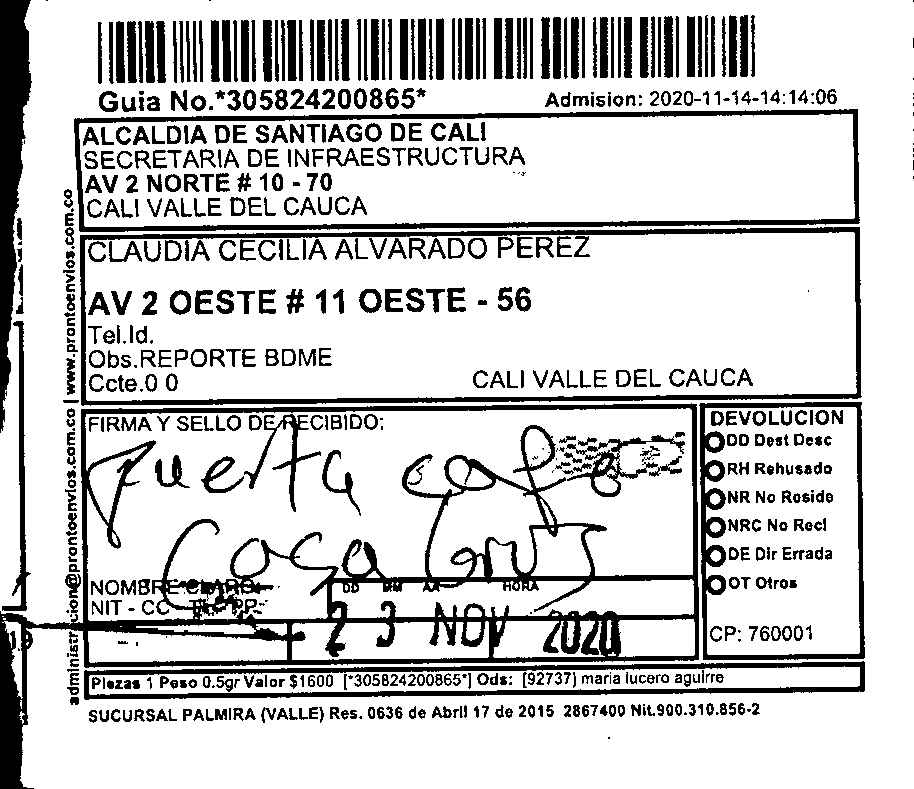 Guia No.*305824200865*
Admision: 2020-11-14-14:14:06
ALCALDIA DE SANTIAGO DE CALI
SECRETARIA DE INFRAESTRUCTURA
AV 2 NORTE # 10 - 70
CALI VALLE DEL CAUCA
CLAUDIA CECILIA ALVARADO PEREZ
AV 2 OESTE # 11 OESTE - 56
Tel.Id.
Obs.REPORTE BDME
Ccte.0 0
CALI VALLE DEL CAUCA
administracion@prontoenvios.com.co | www.prontoenvios.com.co
FIRMA Y SELLO DE RECIBIDO:
puerta cafe
Casa Gris
NOMBRE CLARO:
NIT - CC - TI - PP:
DD MM AA HORA
23 NOV 2020
DEVOLUCION
DD Dest Desc
RH Rehusado
NR No Reside
NRC No Recl
DE Dir Errada
OT Otros
CP: 760001
Piezas 1 Peso 0.5gr Valor $1600 [*305824200865*] Ods: [92737) maria lucero aguirre
SUCURSAL PALMIRA (VALLE) Res. 0636 de Abril 17 de 2015 2867400 Nit.900.310.856-2